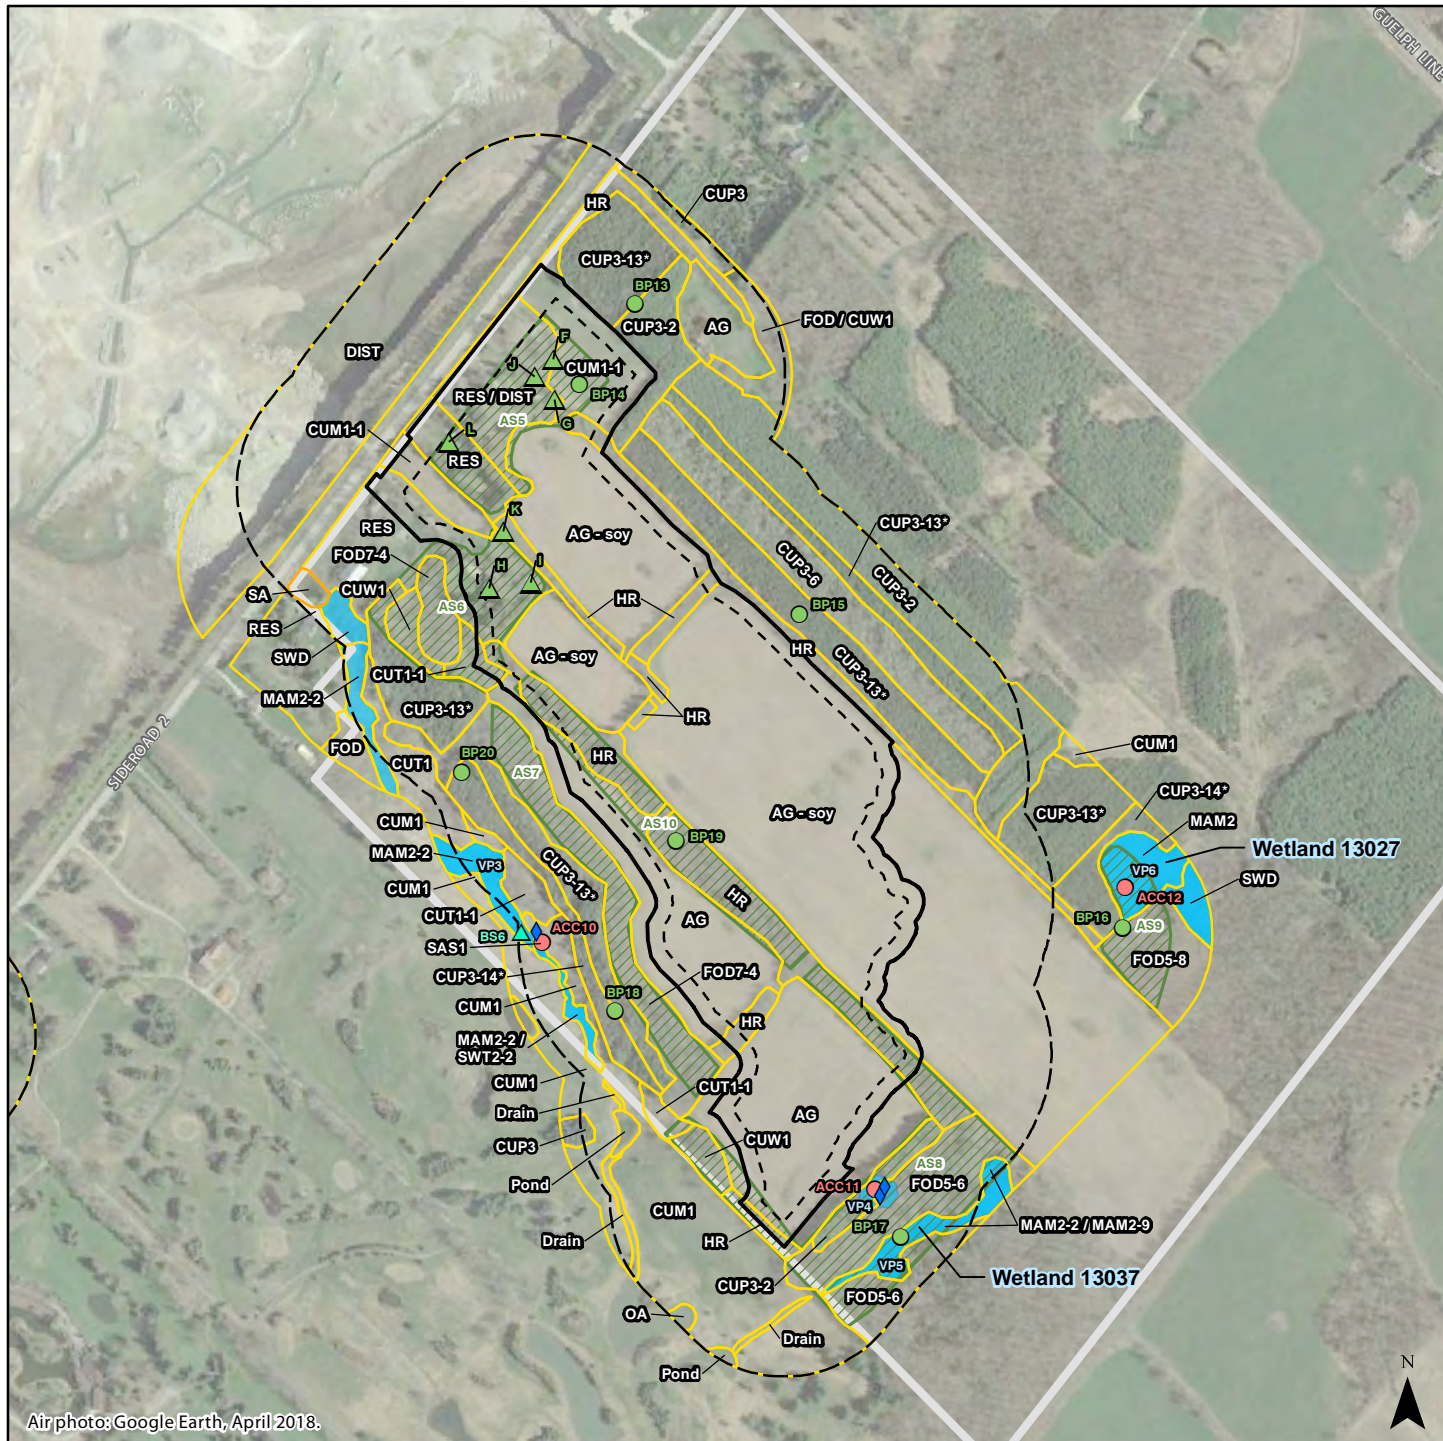 GUELPH LINE
HR
CUP3
CUP3-13*
BP13
CUP3-2
AG
FOD / CUW1
DIST
F
J
CUM1-1
RES / DIST
BP14
AS5
G
CUM1-1
L
RES
K
RES
AG - soy
CUP3-13*
FOD7-4
CUP3-6
CUP3-2
H
I
CUW1
SA
AS6
HR
BP15
RES
SWD
HR
AG - soy
CUT1-1
CUP3-13*
MAM2-2
CUP3-13*
HR
SIDEROAD 2
FOD
CUT1
BP20
HR
CUM1
AS7
CUP3-14*
CUM1
AG - soy
CUP3-13*
MAM2
AS10
BP19
Wetland 13027
MAM2-2
VP3
CUP3-13*
VP6
SWD
CUM1
HR
ACC12
CUT1-1
AG
BP16
AS9
BS6
ACC10
SAS1
FOD5-8
CUP3-14*
FOD7-4
CUM1
BP18
HR
MAM2-2 /
SWT2-2
CUM1
CUT1-1
Drain
AG
CUP3
CUW1
AS8
Pond
ACC11
FOD5-6
VP4
CUM1
BP17
MAM2-2 / MAM2-9
Drain
HR
VP5
CUP3-2
Wetland 13037
FOD5-6
OA
Drain
Pond
N
Air photo: Google Earth, April 2018.